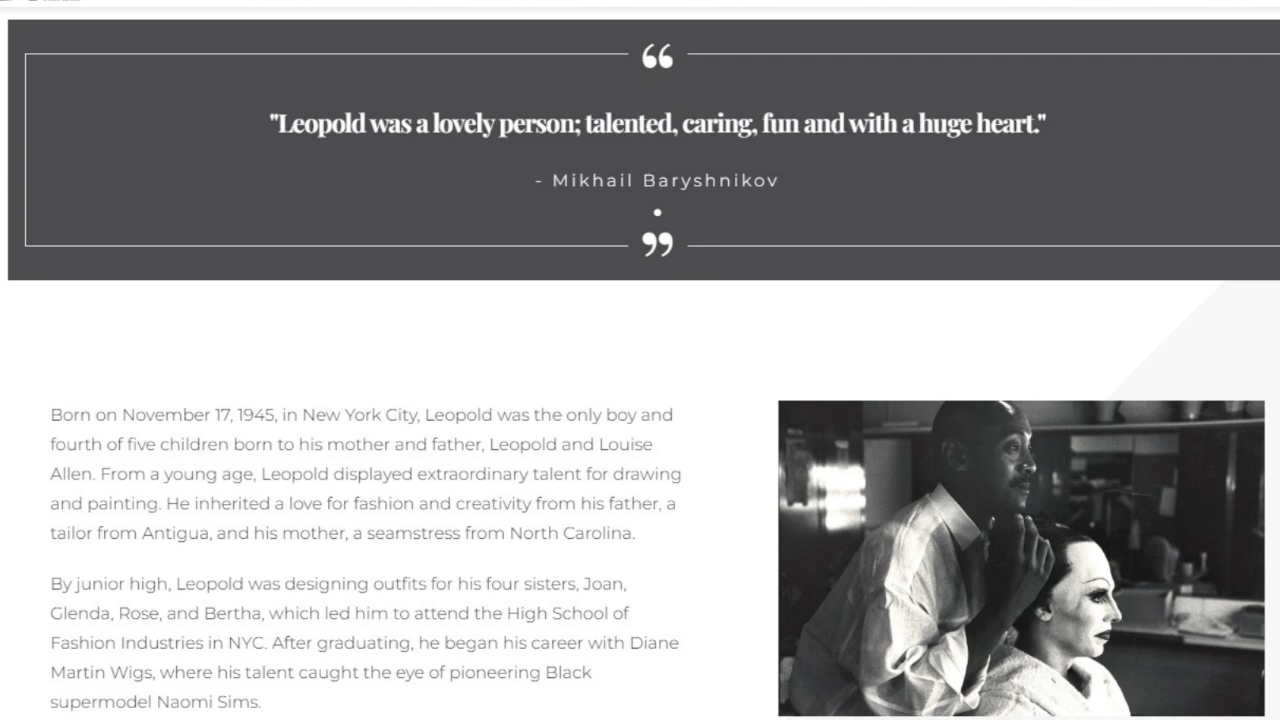 “
"Leopold was a lovely person; talented, caring, fun and with a huge heart."
- Mikhail Baryshnikov
”
Born on November 17, 1945, in New York City, Leopold was the only boy and
fourth of five children born to his mother and father, Leopold and Louise
Allen. From a young age, Leopold displayed extraordinary talent for drawing
and painting. He inherited a love for fashion and creativity from his father, a
tailor from Antigua, and his mother, a seamstress from North Carolina.
By junior high, Leopold was designing outfits for his four sisters, Joan,
Glenda, Rose, and Bertha, which led him to attend the High School of
Fashion Industries in NYC. After graduating, he began his career with Diane
Martin Wigs, where his talent caught the eye of pioneering Black
supermodel Naomi Sims.